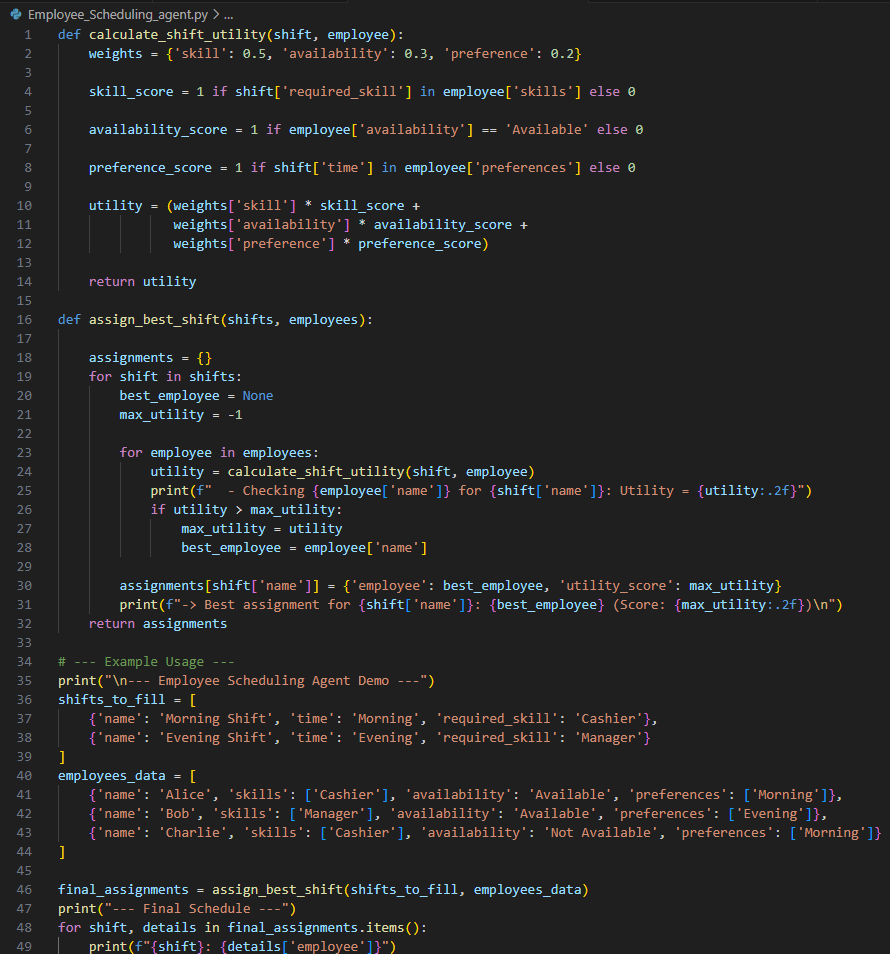 Employee_Scheduling_agent.py > ...
1 def calculate_shift_utility(shift, employee):
2     weights = {'skill': 0.5, 'availability': 0.3, 'preference': 0.2}
3
4     skill_score = 1 if shift['required_skill'] in employee['skills'] else 0
5
6     availability_score = 1 if employee['availability'] == 'Available' else 0
7
8     preference_score = 1 if shift['time'] in employee['preferences'] else 0
9
10     utility = (weights['skill'] * skill_score +
11                weights['availability'] * availability_score +
12                weights['preference'] * preference_score)
13
14     return utility
15
16 def assign_best_shift(shifts, employees):
17
18     assignments = {}
19     for shift in shifts:
20         best_employee = None
21         max_utility = -1
22
23         for employee in employees:
24             utility = calculate_shift_utility(shift, employee)
25             print(f"  - Checking {employee['name']} for {shift['name']}: Utility = {utility:.2f}")
26             if utility > max_utility:
27                 max_utility = utility
28                 best_employee = employee['name']
29
30         assignments[shift['name']] = {'employee': best_employee, 'utility_score': max_utility}
31         print(f"-> Best assignment for {shift['name']}: {best_employee} (Score: {max_utility:.2f})\n")
32     return assignments
33
34 # --- Example Usage ---
35 print("\n--- Employee Scheduling Agent Demo ---")
36 shifts_to_fill = [
37     {'name': 'Morning Shift', 'time': 'Morning', 'required_skill': 'Cashier'},
38     {'name': 'Evening Shift', 'time': 'Evening', 'required_skill': 'Manager'}
39 ]
40 employees_data = [
41     {'name': 'Alice', 'skills': ['Cashier'], 'availability': 'Available', 'preferences': ['Morning']},
42     {'name': 'Bob', 'skills': ['Manager'], 'availability': 'Available', 'preferences': ['Evening']},
43     {'name': 'Charlie', 'skills': ['Cashier'], 'availability': 'Not Available', 'preferences': ['Morning']}
44 ]
45
46 final_assignments = assign_best_shift(shifts_to_fill, employees_data)
47 print("--- Final Schedule ---")
48 for shift, details in final_assignments.items():
49     print(f"{shift}: {details['employee']}")